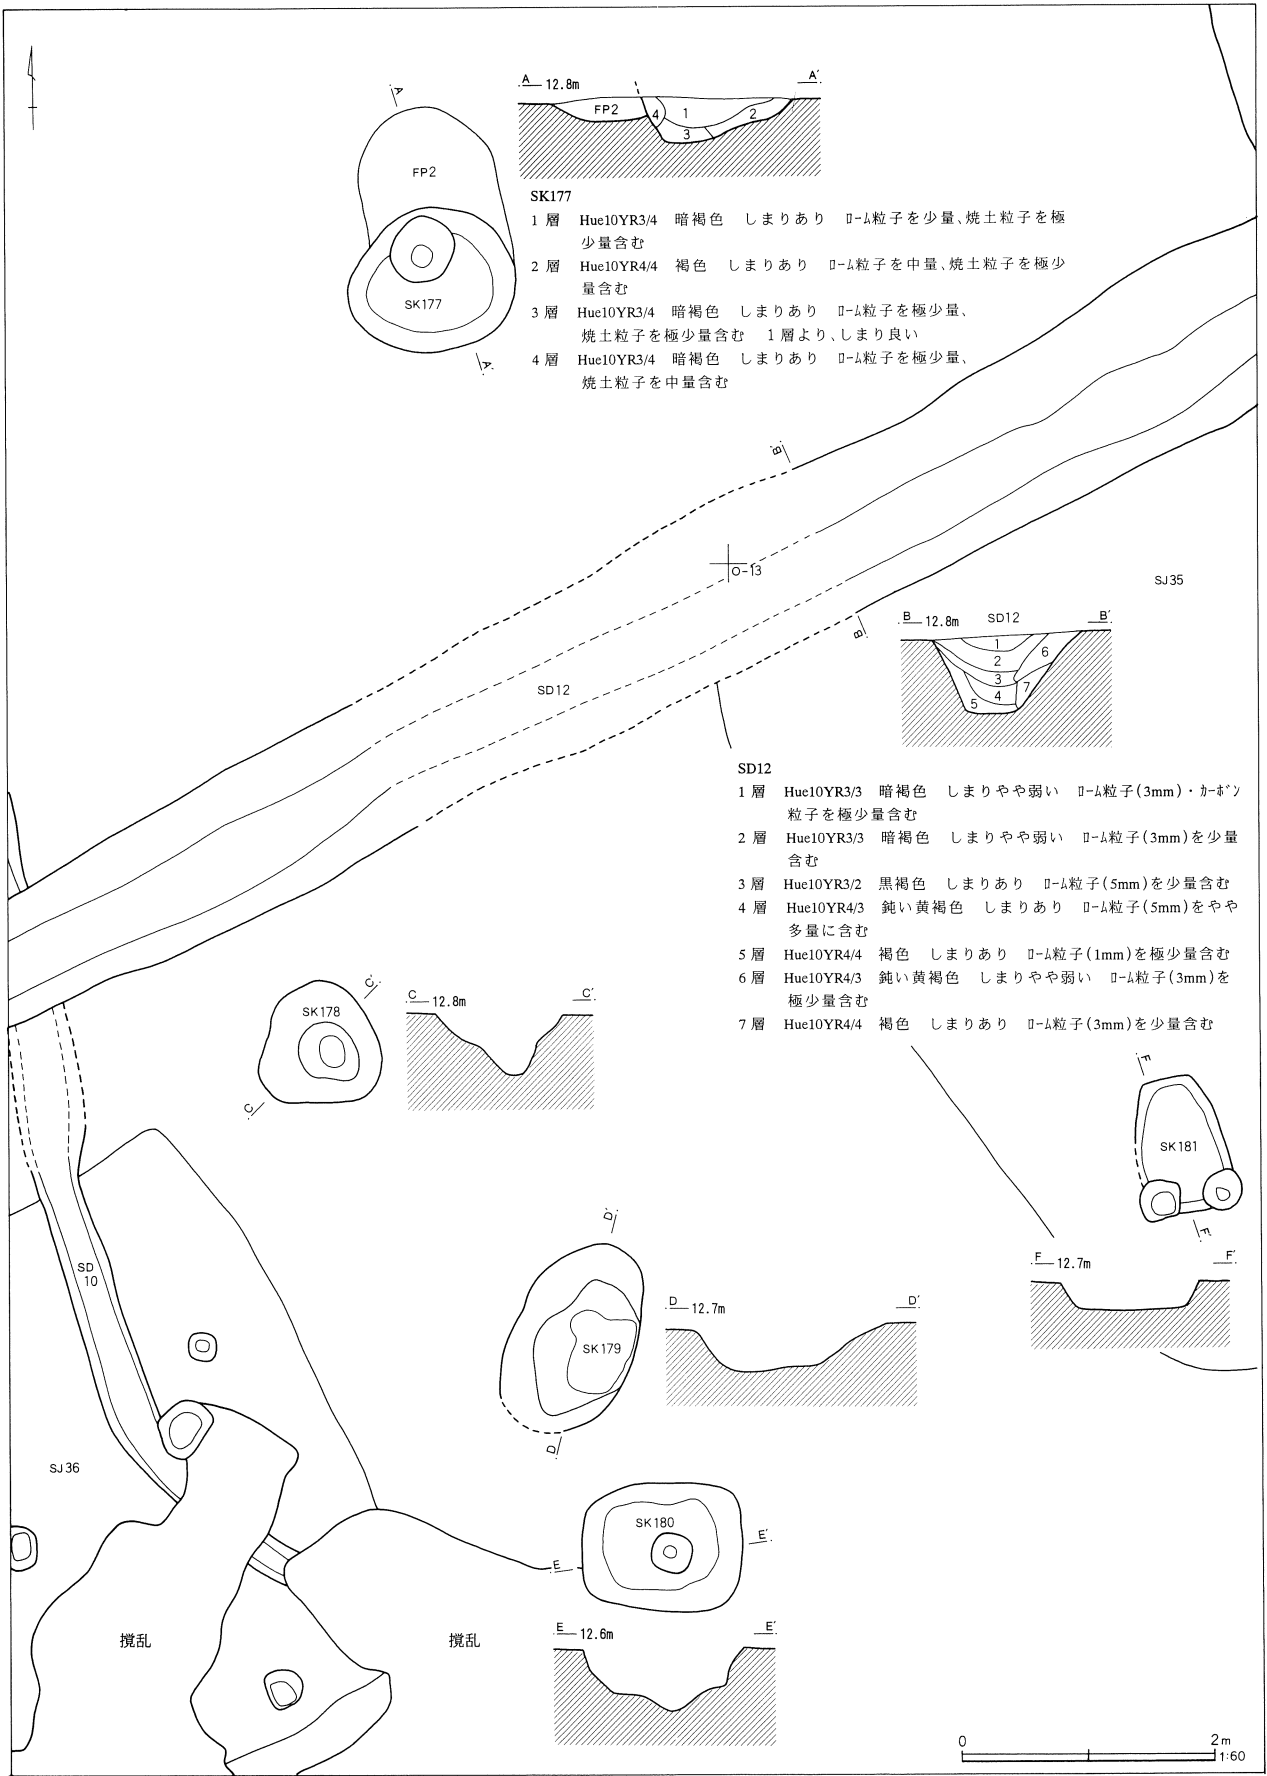 A 12.8m A′
FP2 4 1 2 3
A
FP2
SK177
A′
SK177
1層 Hue10YR3/4 暗褐色 しまりあり ﾛｰﾑ粒子を少量、焼土粒子を極
少量含む
2層 Hue10YR4/4 褐色 しまりあり ﾛｰﾑ粒子を中量、焼土粒子を極少
量含む
3層 Hue10YR3/4 暗褐色 しまりあり ﾛｰﾑ粒子を極少量、
焼土粒子を極少量含む 1層より、しまり良い
4層 Hue10YR3/4 暗褐色 しまりあり ﾛｰﾑ粒子を極少量、
焼土粒子を中量含む
B′
O-13
SJ35
B
B 12.8m SD12 B′
1
2 6
3
4 7
5
SD12
SD12
1層 Hue10YR3/3 暗褐色 しまりやや弱い ﾛｰﾑ粒子(3mm)・ｶｰﾎﾞﾝ
粒子を極少量含む
2層 Hue10YR3/3 暗褐色 しまりやや弱い ﾛｰﾑ粒子(3mm)を少量
含む
3層 Hue10YR3/2 黒褐色 しまりあり ﾛｰﾑ粒子(5mm)を少量含む
4層 Hue10YR4/3 鈍い黄褐色 しまりあり ﾛｰﾑ粒子(5mm)をやや
多量に含む
5層 Hue10YR4/4 褐色 しまりあり ﾛｰﾑ粒子(1mm)を極少量含む
6層 Hue10YR4/3 鈍い黄褐色 しまりやや弱い ﾛｰﾑ粒子(3mm)を
極少量含む
7層 Hue10YR4/4 褐色 しまりあり ﾛｰﾑ粒子(3mm)を少量含む
C′
SK178
C
C 12.8m C′
F
SK181
F′
F 12.7m F′
SD
10
D′
SK179
D
D 12.7m D′
SJ36
SK180
E E′
E 12.6m E′
撹乱
撹乱
0 2m
1:60